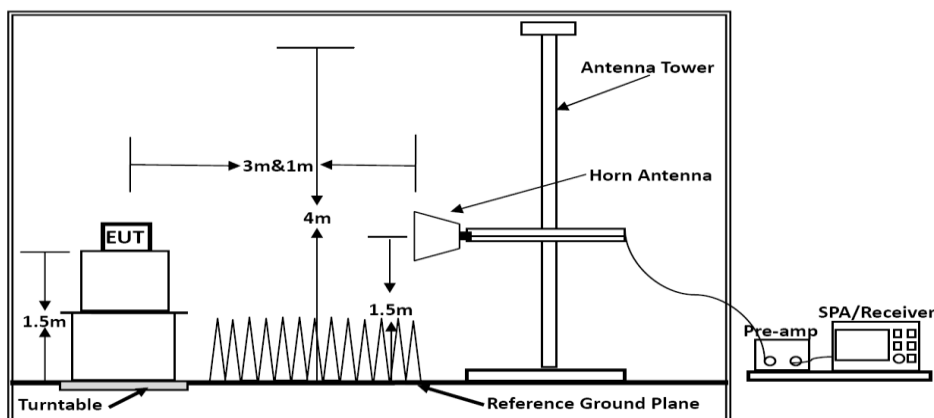 Antenna Tower
3m&1m
Horn Antenna
4m
EUT
1.5m
1.5m
SPA/Receiver
Pre-amp
Turntable
Reference Ground Plane